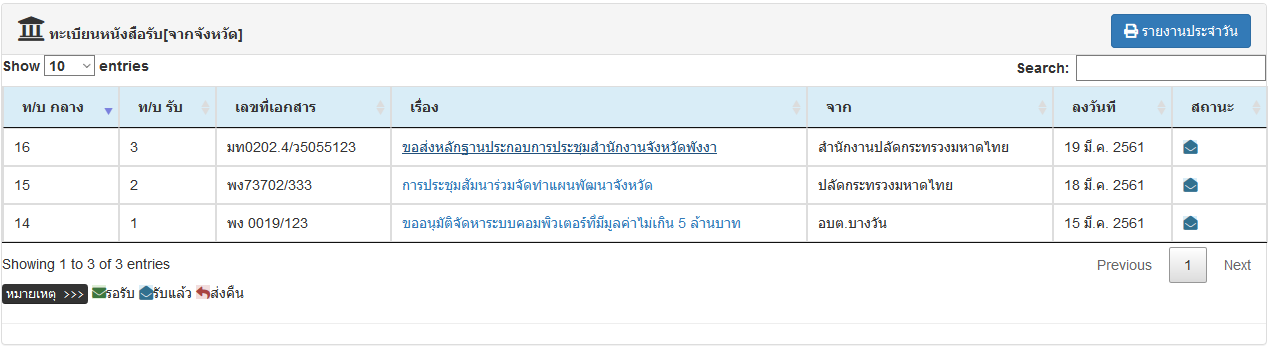 ทะเบียนหนังสือรับ[จากจังหวัด] รายงานประจำวัน
Show 10 entries Search:
ท/บ กลาง ท/บ รับ เลขที่เอกสาร เรื่อง จาก ลงวันที่ สถานะ
16 3 มท0202.4/ว5055123 ขอส่งหลักฐานประกอบการประชุมสำนักงานจังหวัดพังงา สำนักงานปลัดกระทรวงมหาดไทย 19 มี.ค. 2561
15 2 พง73702/333 การประชุมสัมนาร่วมจัดทำแผนพัฒนาจังหวัด ปลัดกระทรวงมหาดไทย 18 มี.ค. 2561
14 1 พง 0019/123 ขออนุมัติจัดหาระบบคอมพิวเตอร์ที่มีมูลค่าไม่เกิน 5 ล้านบาท อบต.บางวัน 15 มี.ค. 2561
Showing 1 to 3 of 3 entries Previous 1 Next
หมายเหตุ >>> รอรับ รับแล้ว ส่งคืน